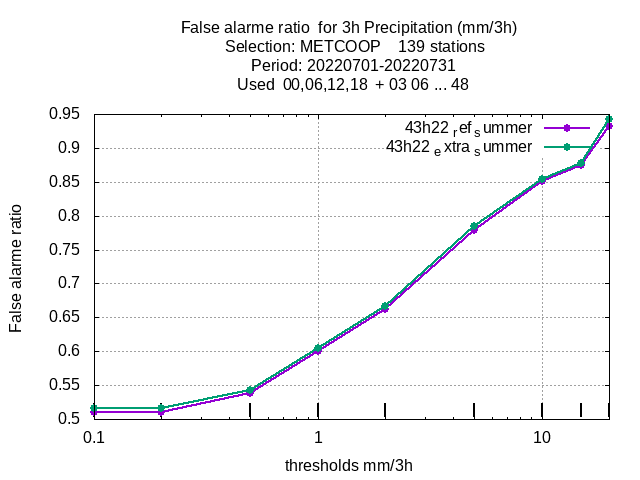 False alarme ratio  for 3h Precipitation (mm/3h)
Selection: METCOOP    139 stations
Period: 20220701-20220731
Used  00,06,12,18  + 03 06 ... 48
43h22 ref summer
43h22 extra summer
0.95
0.9
0.85
0.8
0.75
0.7
0.65
0.6
0.55
0.5
False alarme ratio
0.1 1 10
thresholds mm/3h